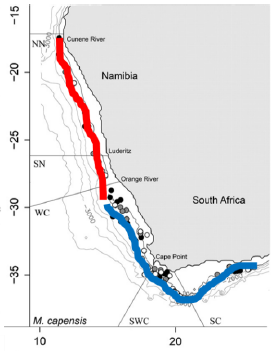 −15
NN
Cunene River
Namibia
−20
−25
SN
Luderitz
Orange River
WC
−30
South Africa
Cape Point
−35
M. capensis
SWC
SC
10
20